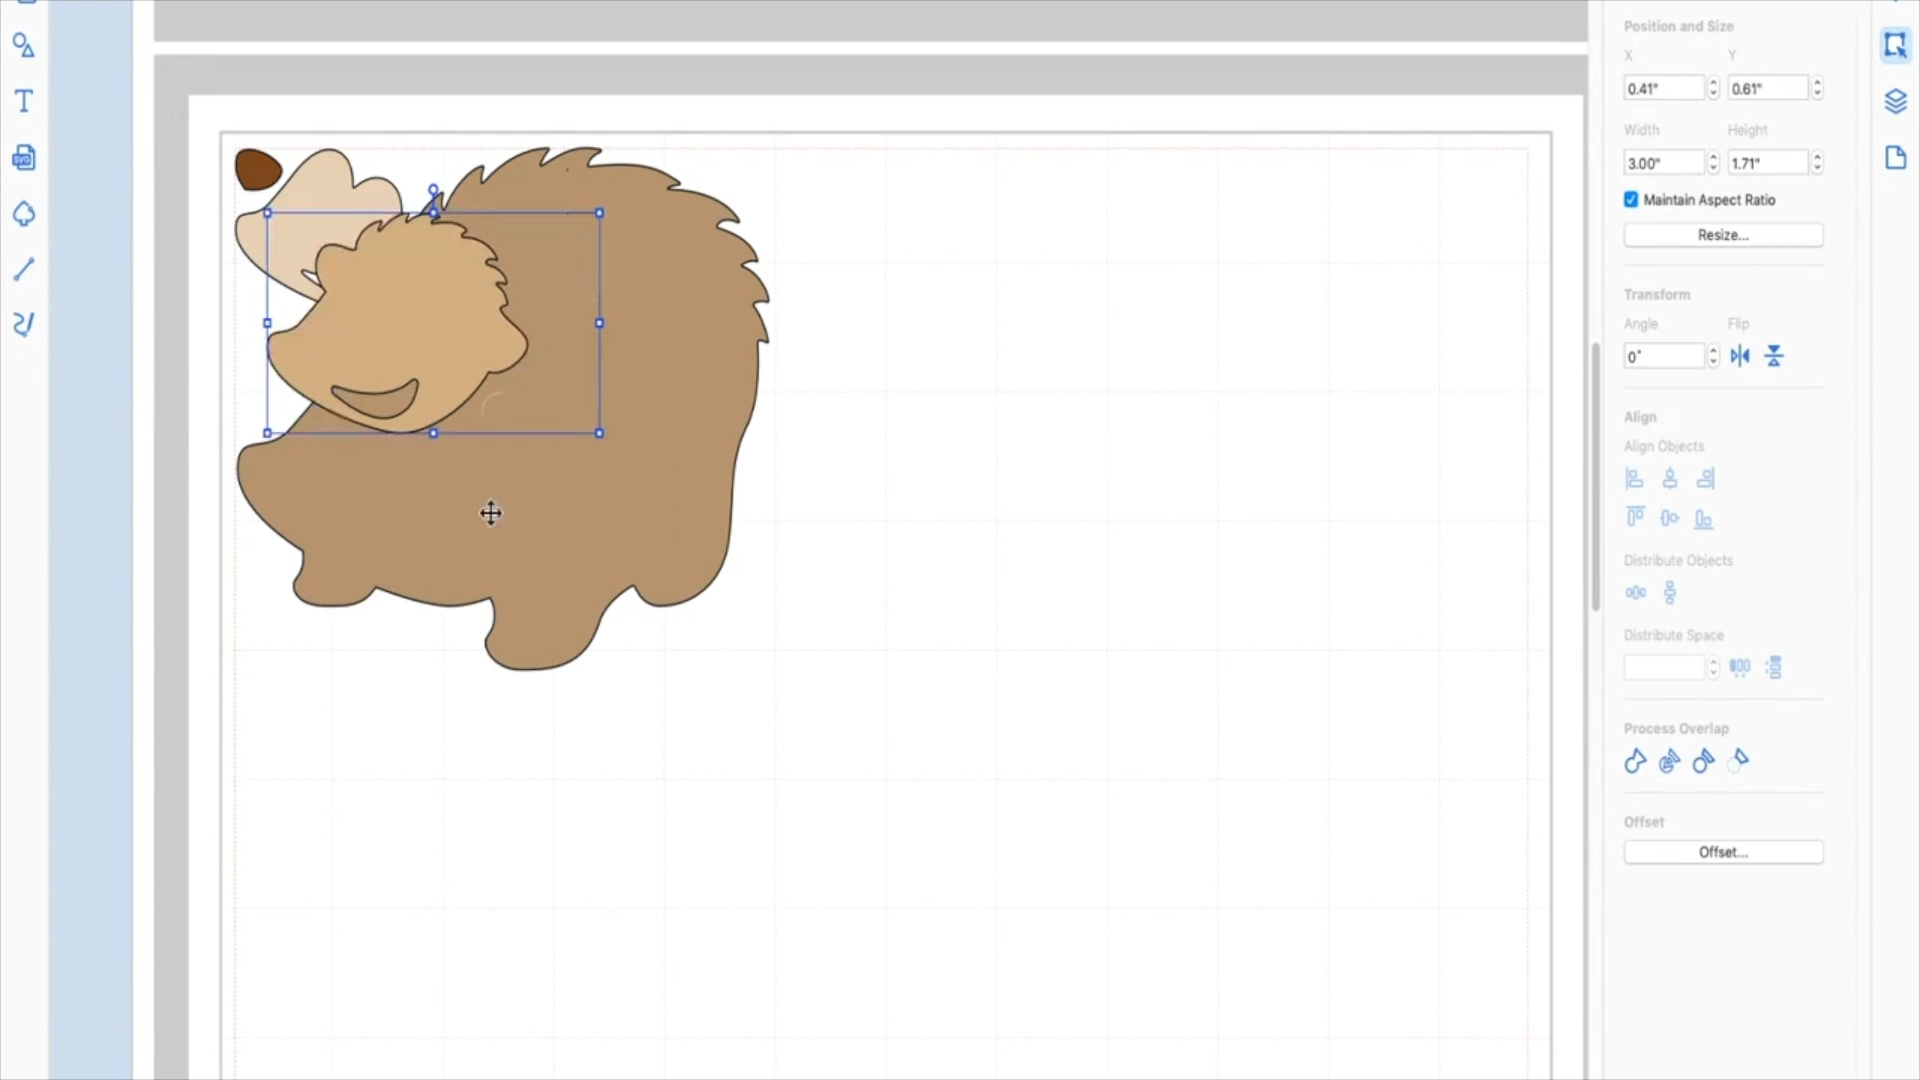 T
SVG
Position and Size
X Y
0.41" 0.61"
Width Height
3.00" 1.71"
Maintain Aspect Ratio
Resize...
Transform
Angle Flip
0°
Align
Align Objects
Distribute Objects
Distribute Space
Process Overlap
Offset
Offset...